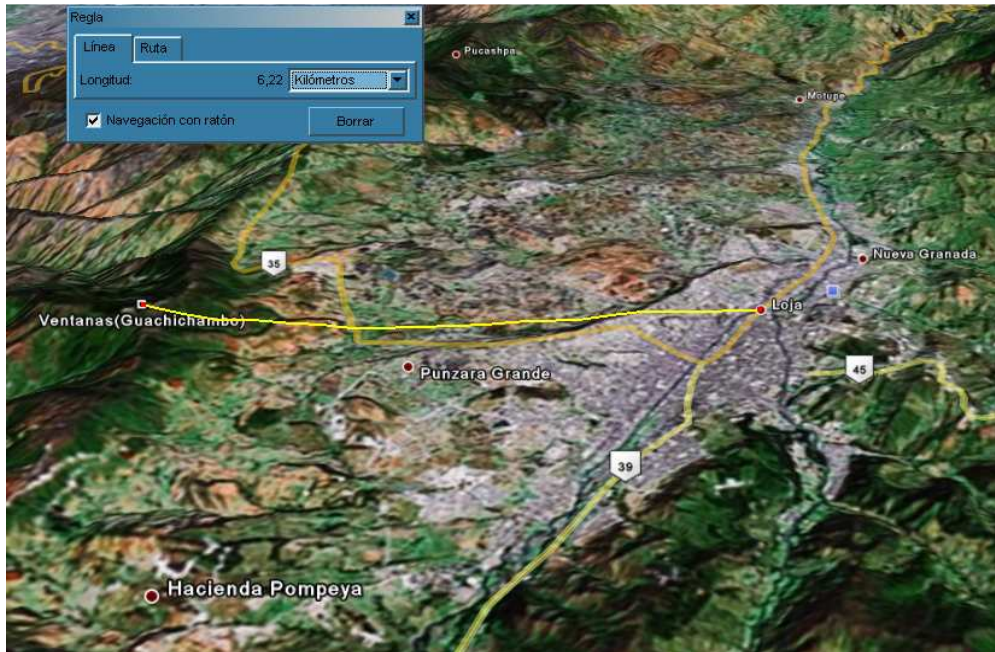 Regla
Línea Ruta
Longitud: 6,22 Kilómetros
Navegación con ratón Borrar
Pucashpa
Motupe
Nueva Granada
35
Loja
Ventanas(Guachichambo)
Punzara Grande
45
39
Hacienda Pompeya